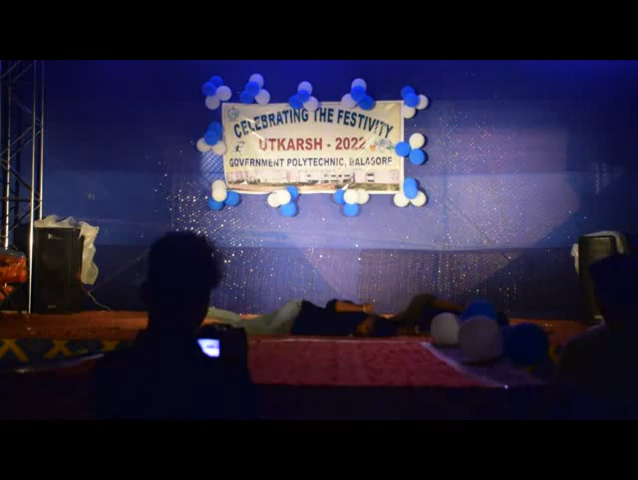 CELEBRATING THE FESTIVITY
UTKARSH - 2022
GOVERNMENT POLYTECHNIC, BALASORE